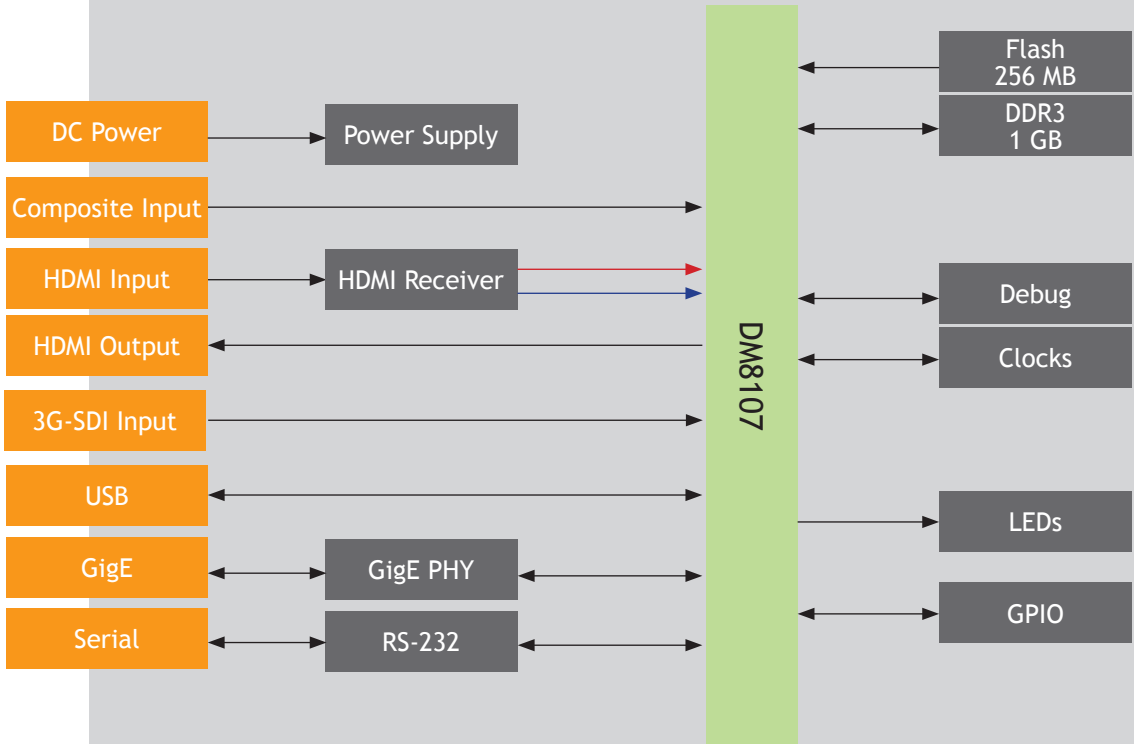 DC Power
Power Supply
Composite Input
HDMI Input
HDMI Receiver
HDMI Output
3G-SDI Input
USB
GigE
GigE PHY
Serial
RS-232
DM8107
Flash
256 MB
DDR3
1 GB
Debug
Clocks
LEDs
GPIO